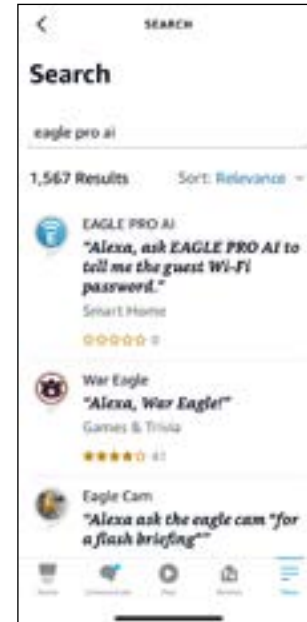 SEARCH
Search
eagle pro ai
1,567 Results Sort: Relevance
EAGLE PRO AI
"Alexa, ask EAGLE PRO AI to
tell me the guest Wi-Fi
password."
Smart Home
0
War Eagle
"Alexa, War Eagle!"
Games & Trivia
41
Eagle Cam
"Alexa ask the eagle cam "for
a flash briefing""